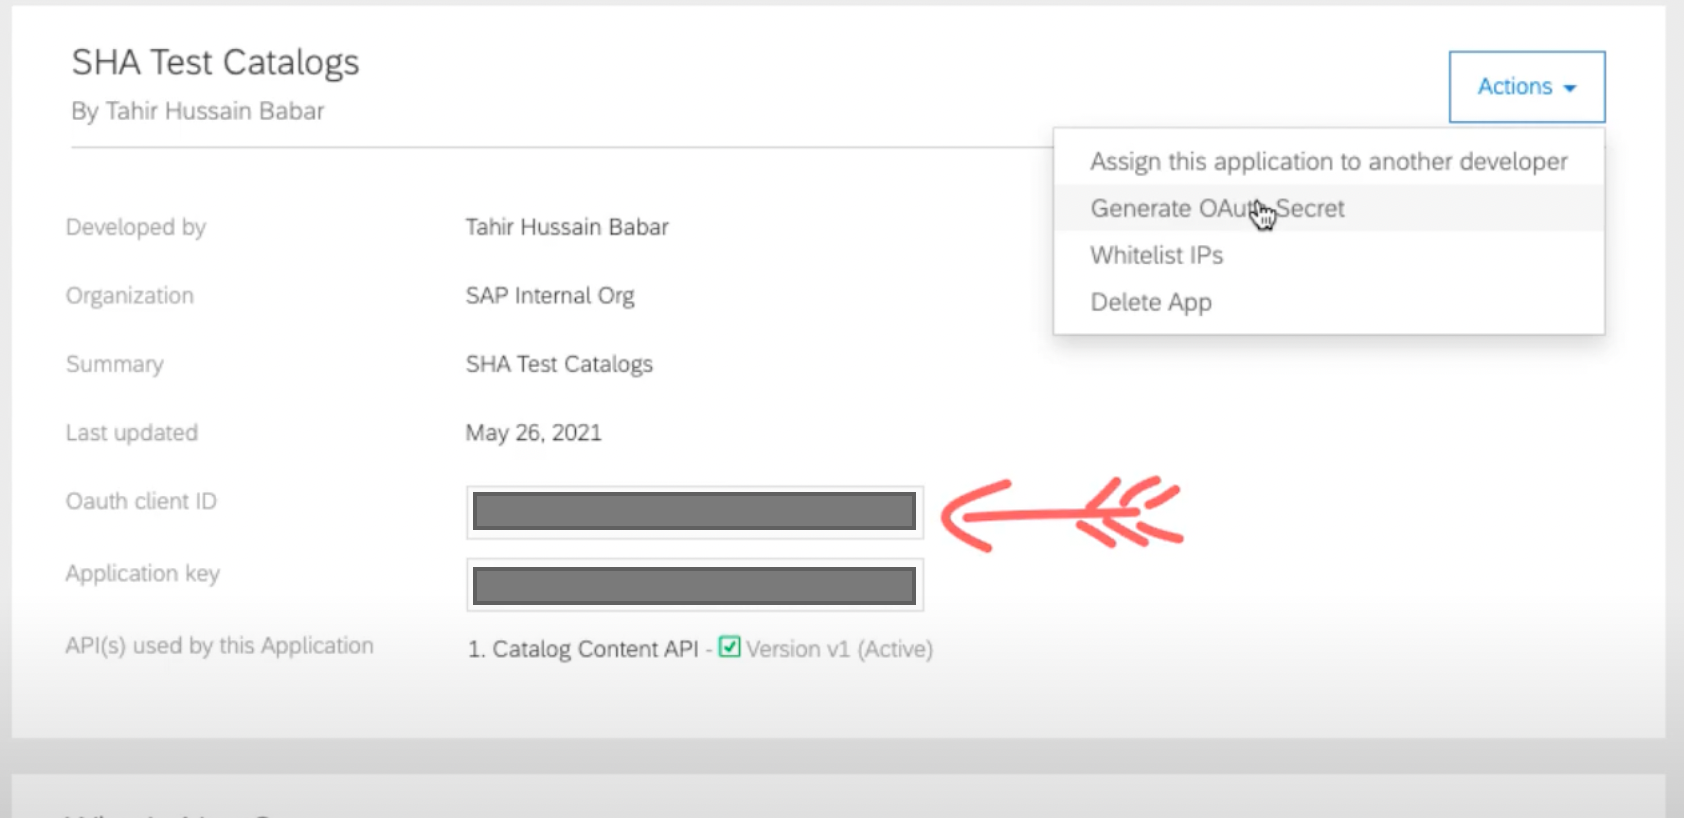 SHA Test Catalogs
By Tahir Hussain Babar
Actions
Assign this application to another developer
Generate OAuth Secret
Whitelist IPs
Delete App
Developed by Tahir Hussain Babar
Organization SAP Internal Org
Summary SHA Test Catalogs
Last updated May 26, 2021
Oauth client ID
Application key
API(s) used by this Application 1. Catalog Content API - Version v1 (Active)